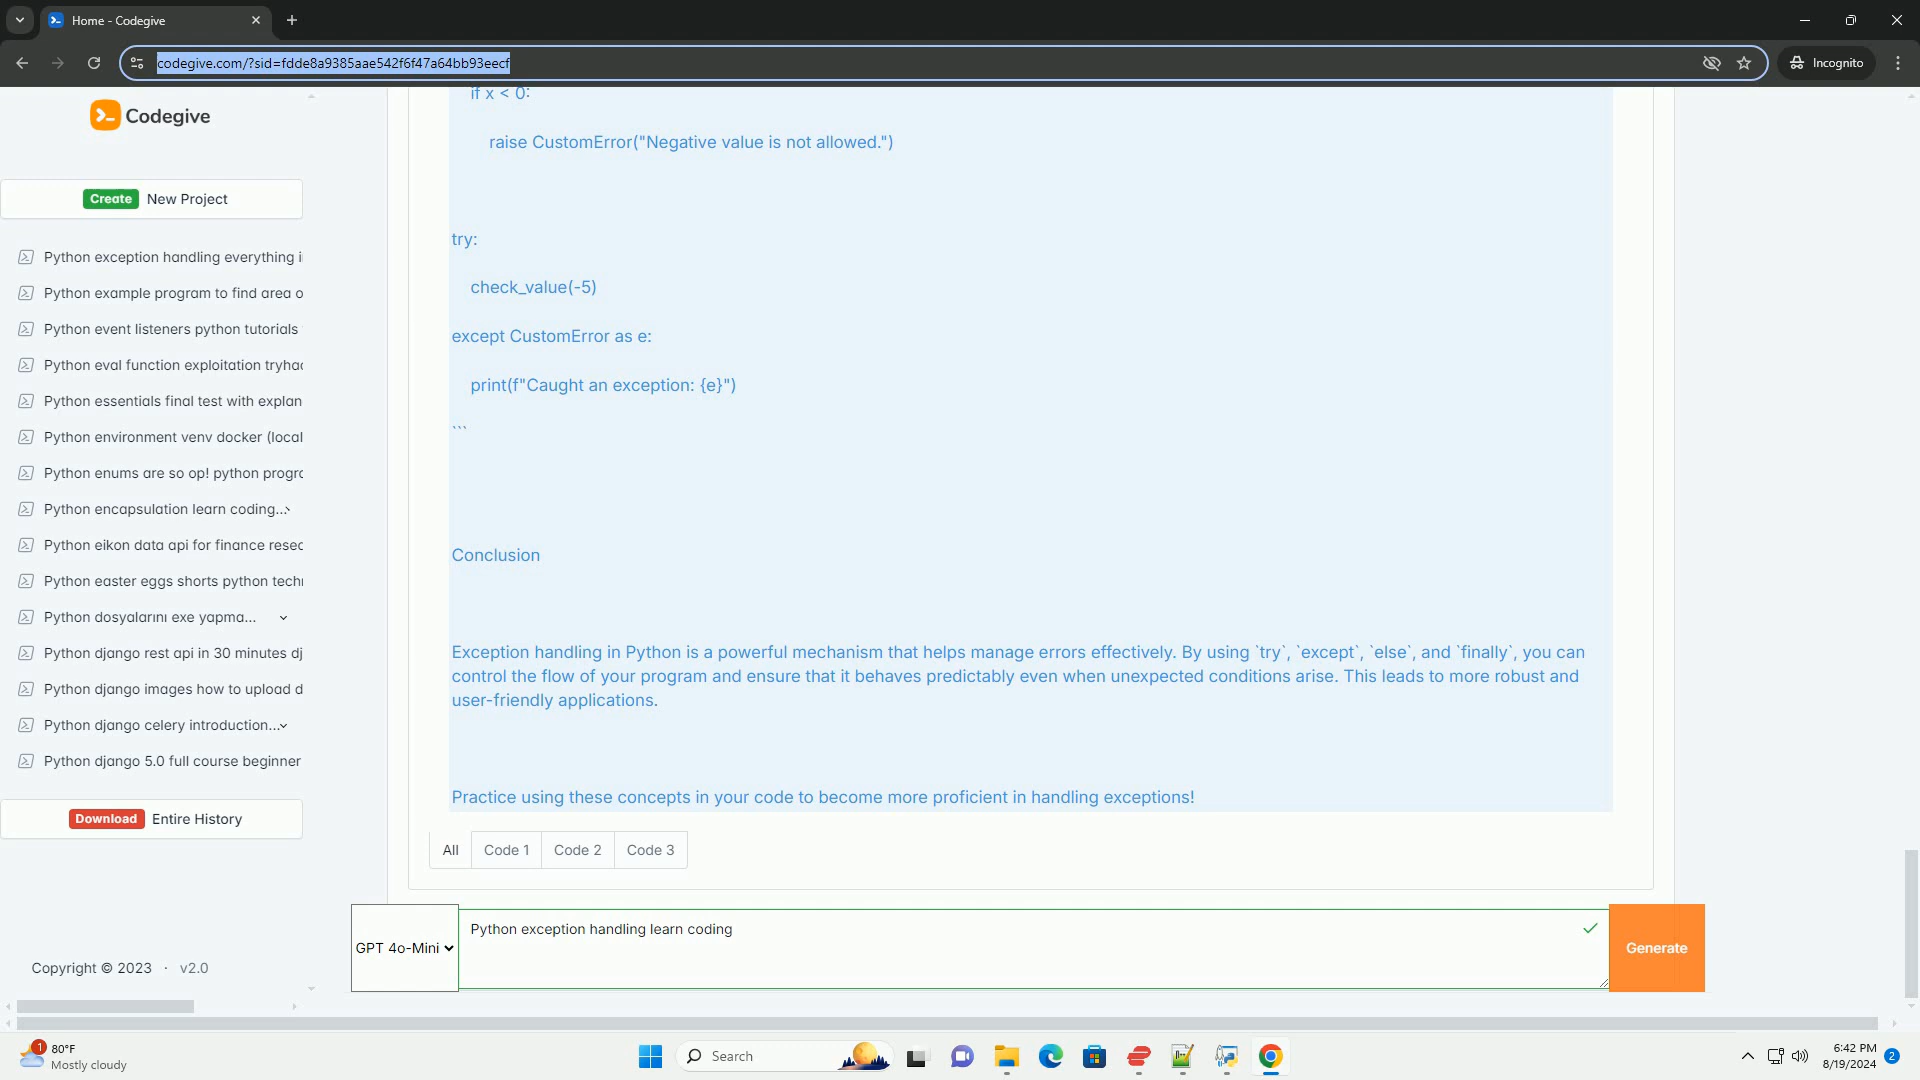 Home - Codegive
codegive.com/?sid=fdde8a9385aae542f6f47a64bb93eecf
Incognito
Codegive
Create New Project
Python exception handling everything i
Python example program to find area o
Python event listeners python tutorials
Python eval function exploitation tryhac
Python essentials final test with explan
Python environment venv docker (local
Python enums are so op! python progra
Python encapsulation learn coding...
Python eikon data api for finance resea
Python easter eggs shorts python techn
Python dosyalarını exe yapma...
Python django rest api in 30 minutes dj
Python django images how to upload d
Python django celery introduction...
Python django 5.0 full course beginner
Download Entire History
Copyright © 2023 · v2.0
if x < 0:
raise CustomError("Negative value is not allowed.")
try:
check_value(-5)
except CustomError as e:
print(f"Caught an exception: {e}")
```
Conclusion
Exception handling in Python is a powerful mechanism that helps manage errors effectively. By using `try`, `except`, `else`, and `finally`, you can
control the flow of your program and ensure that it behaves predictably even when unexpected conditions arise. This leads to more robust and
user-friendly applications.
Practice using these concepts in your code to become more proficient in handling exceptions!
All Code 1 Code 2 Code 3
GPT 4o-Mini
Python exception handling learn coding
Generate
1
80°F
Mostly cloudy
Search
6:42 PM
8/19/2024
2